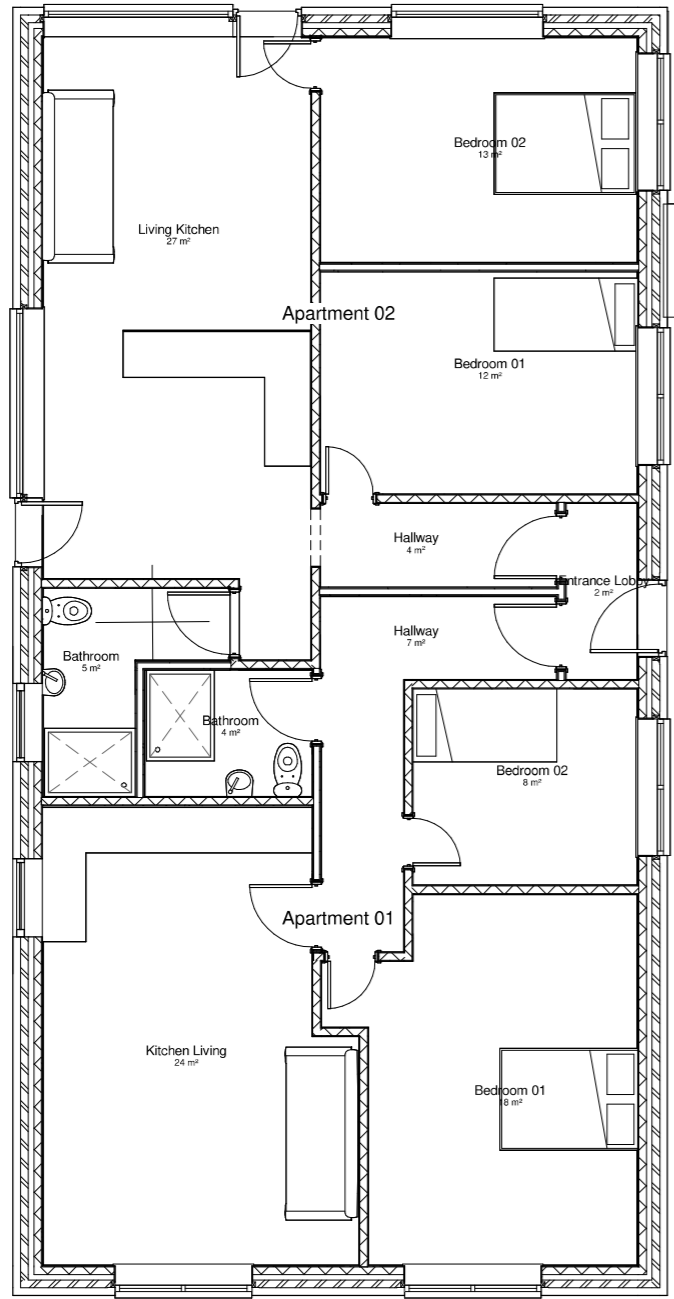 Bedroom 02
13 m²
Living Kitchen
27 m²
Apartment 02
Bedroom 01
12 m²
Hallway
4 m²
Entrance Lobby
2 m²
Hallway
7 m²
Bathroom
5 m²
Bathroom
4 m²
Bedroom 02
8 m²
Apartment 01
Kitchen Living
24 m²
Bedroom 01
18 m²